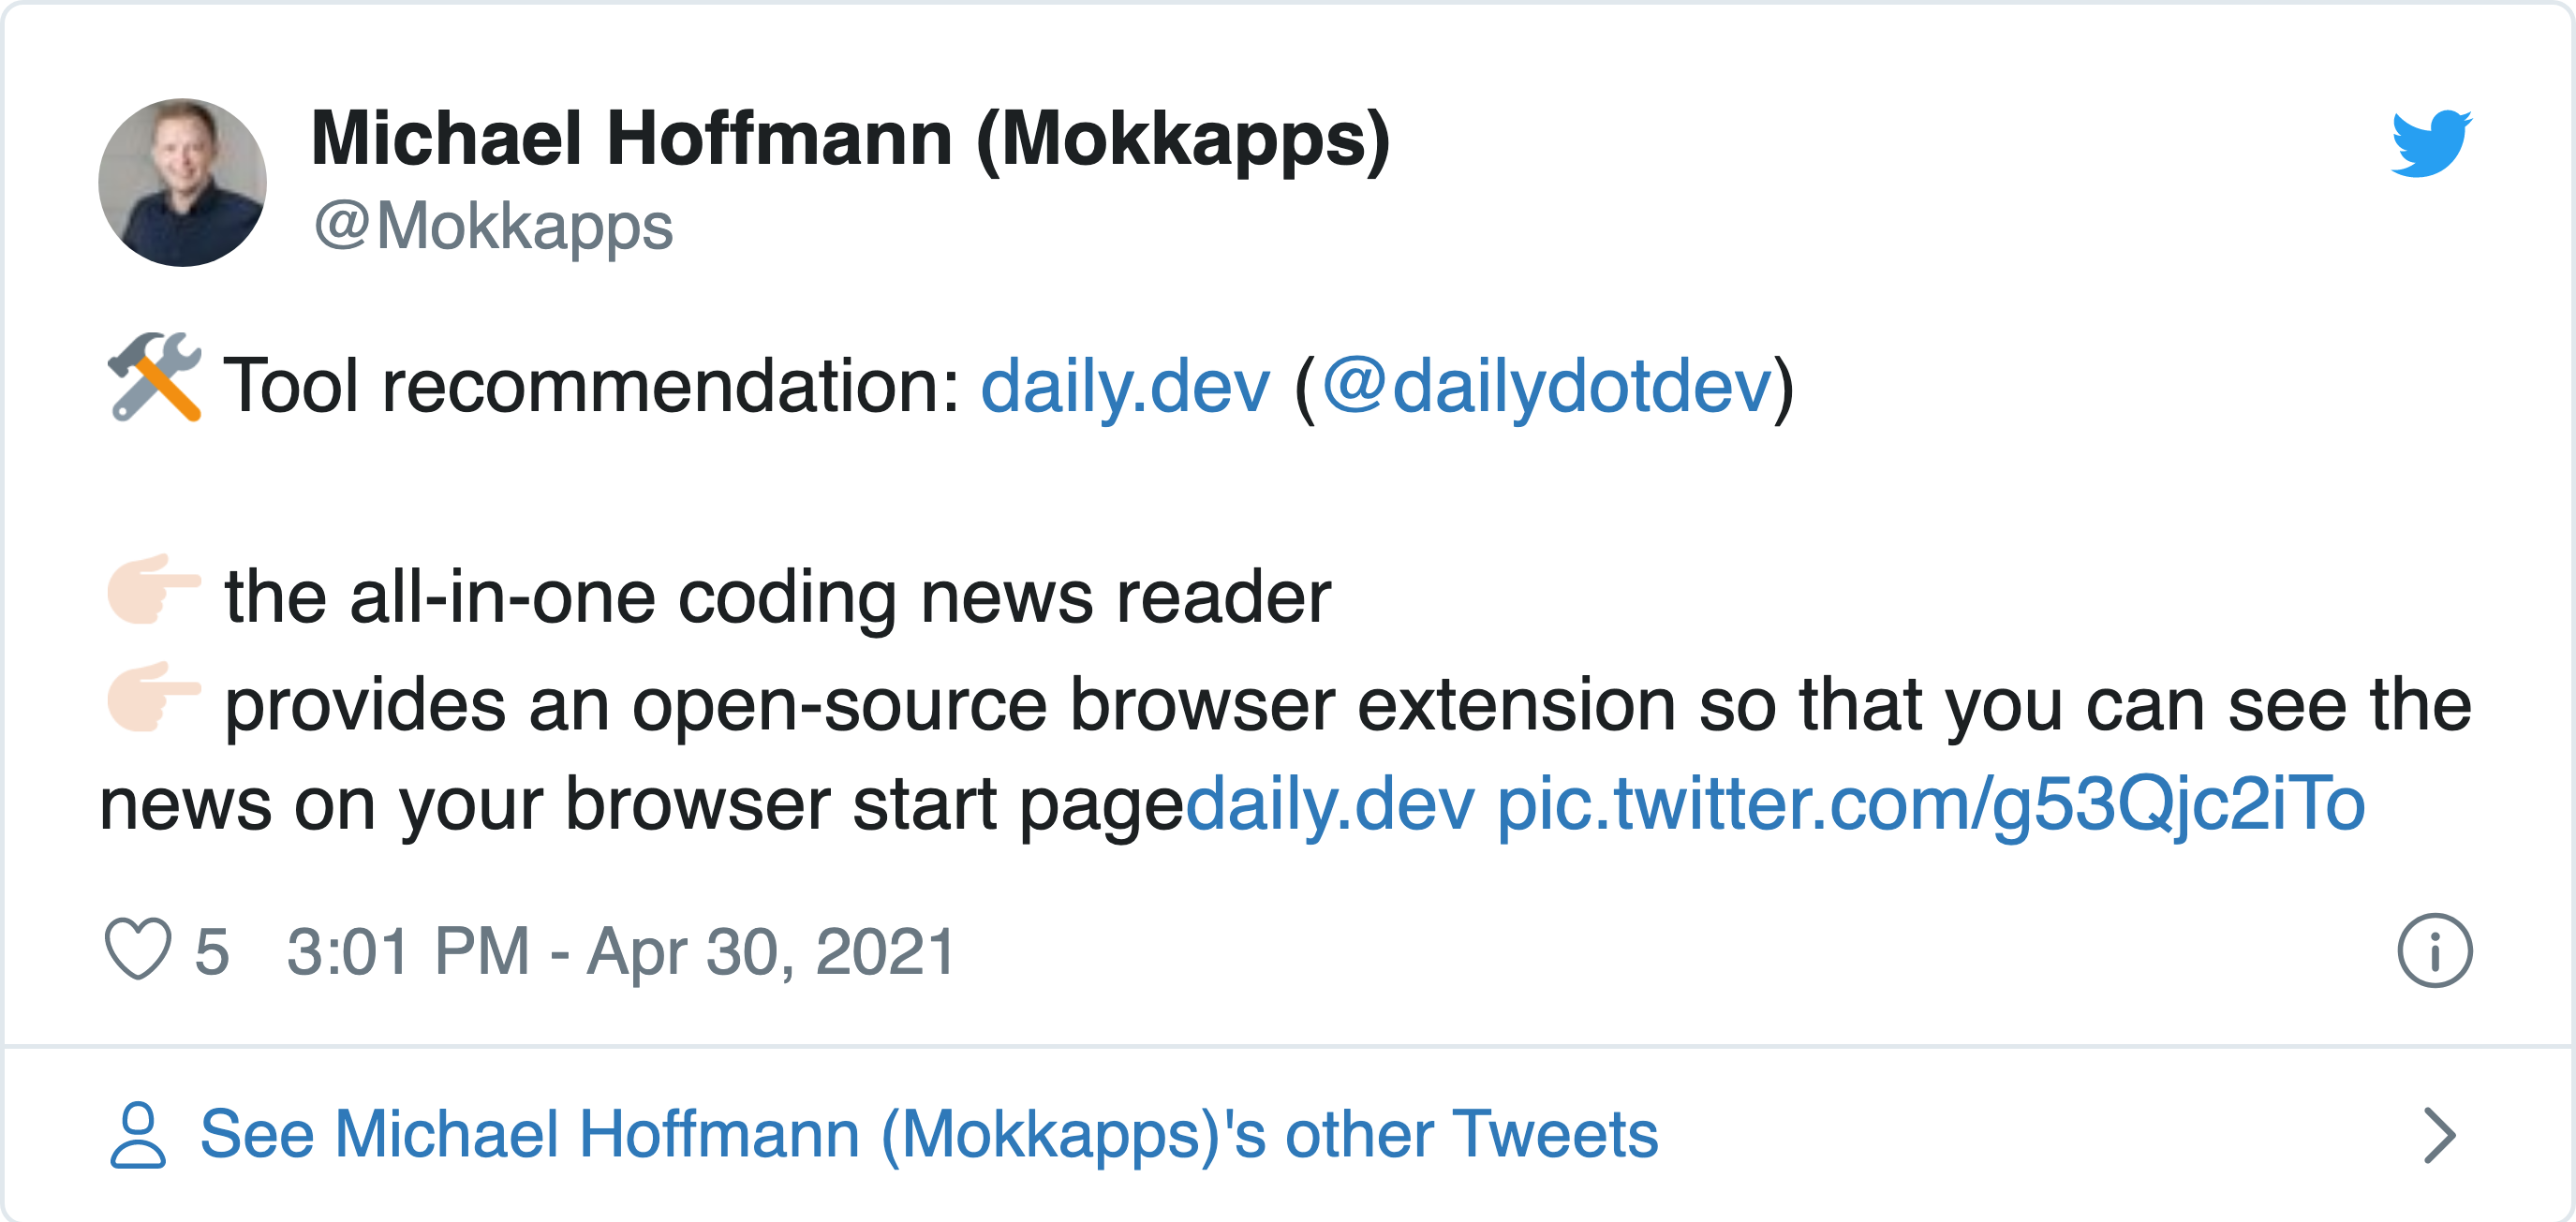 Michael Hoffmann (Mokkapps)
@Mokkapps
🛠 Tool recommendation: daily.dev (@dailydotdev)
👉🏻 the all-in-one coding news reader
👉🏻 provides an open-source browser extension so that you can see the
news on your browser start pagedaily.dev pic.twitter.com/g53Qjc2iTo
5 3:01 PM - Apr 30, 2021
See Michael Hoffmann (Mokkapps)'s other Tweets